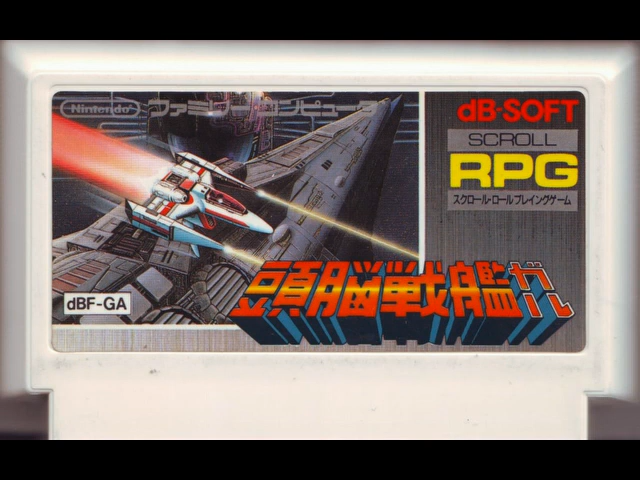 Nintendo ファミリーコンピュータ
dB-SOFT
SCROLL
RPG
スクロール・ロールプレイングゲーム
頭脳戦艦ガル
dBF-GA